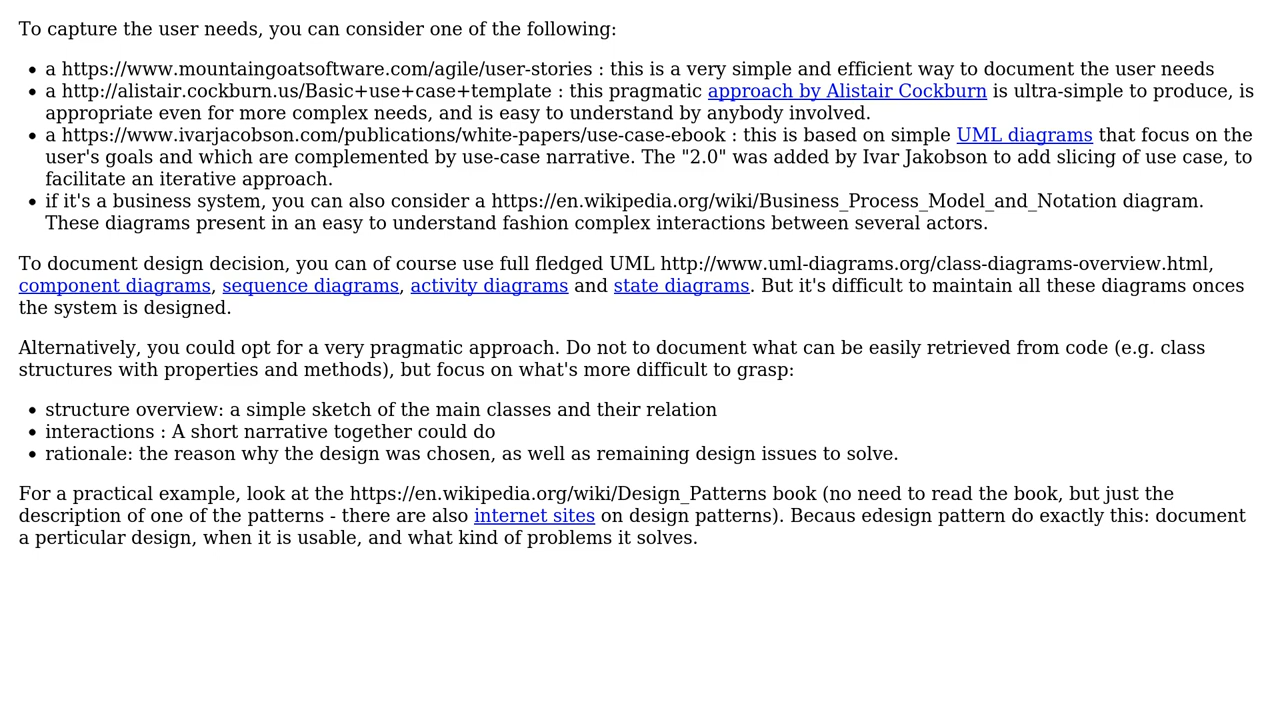 To capture the user needs, you can consider one of the following:
• a https://www.mountaingoatsoftware.com/agile/user-stories : this is a very simple and efficient way to document the user needs
• a http://alistair.cockburn.us/Basic+use+case+template : this pragmatic approach by Alistair Cockburn is ultra-simple to produce, is
appropriate even for more complex needs, and is easy to understand by anybody involved.
• a https://www.ivarjacobson.com/publications/white-papers/use-case-ebook : this is based on simple UML diagrams that focus on the
user's goals and which are complemented by use-case narrative. The "2.0" was added by Ivar Jakobson to add slicing of use case, to
facilitate an iterative approach.
• if it's a business system, you can also consider a https://en.wikipedia.org/wiki/Business_Process_Model_and_Notation diagram.
These diagrams present in an easy to understand fashion complex interactions between several actors.
To document design decision, you can of course use full fledged UML http://www.uml-diagrams.org/class-diagrams-overview.html,
component diagrams, sequence diagrams, activity diagrams and state diagrams. But it's difficult to maintain all these diagrams onces
the system is designed.
Alternatively, you could opt for a very pragmatic approach. Do not to document what can be easily retrieved from code (e.g. class
structures with properties and methods), but focus on what's more difficult to grasp:
• structure overview: a simple sketch of the main classes and their relation
• interactions : A short narrative together could do
• rationale: the reason why the design was chosen, as well as remaining design issues to solve.
For a practical example, look at the https://en.wikipedia.org/wiki/Design_Patterns book (no need to read the book, but just the
description of one of the patterns - there are also internet sites on design patterns). Becaus edesign pattern do exactly this: document
a perticular design, when it is usable, and what kind of problems it solves.